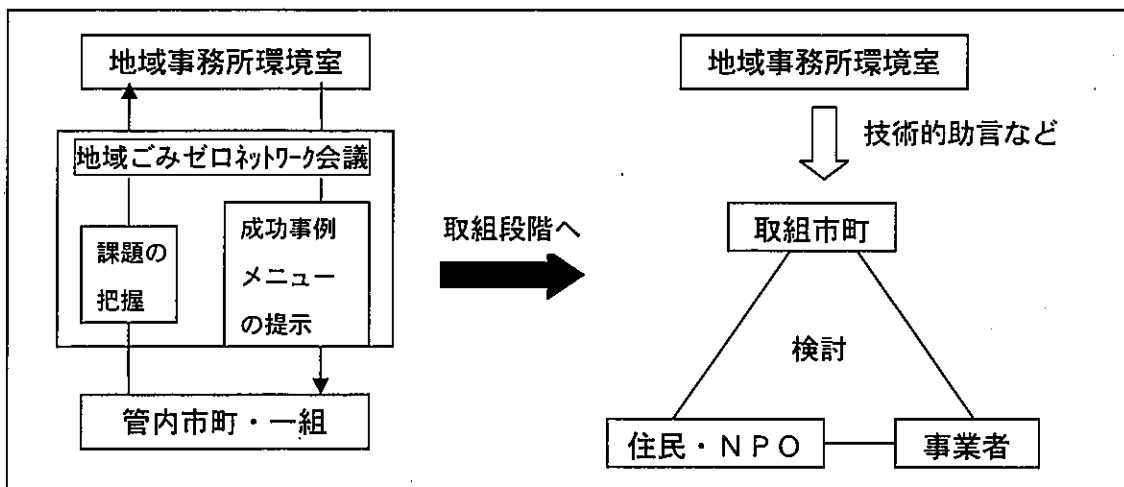 地域事務所環境室
地域ごみゼロネットワーク会議
課題の
把握
成功事例
メニュー
の提示
管内市町・一組
取組段階へ
地域事務所環境室
技術的助言など
取組市町
検討
住民・NPO
事業者